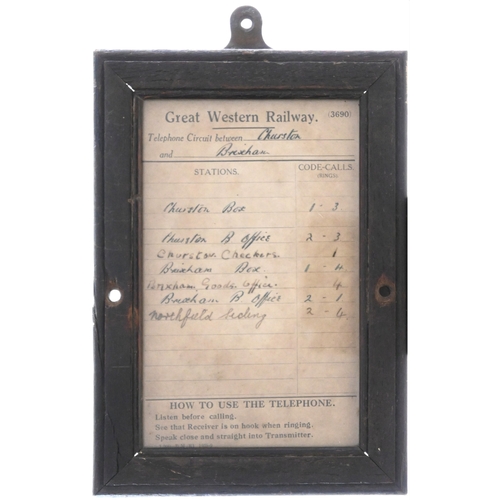 Great Western Railway. (3690)
Telephone Circuit between Churston
and Brixham
STATIONS. CODE-CALLS.
(RINGS)
Churston Box 1 - 3
Churston B Office 2 - 3
Churston Checkers 1
Brixham Box 1 - 4
Brixham Goods Office 4
Brixham B Office 2 - 1
Northfield Siding 2 - 4
HOW TO USE THE TELEPHONE.
Listen before calling.
See that Receiver is on hook when ringing.
Speak close and straight into Transmitter.